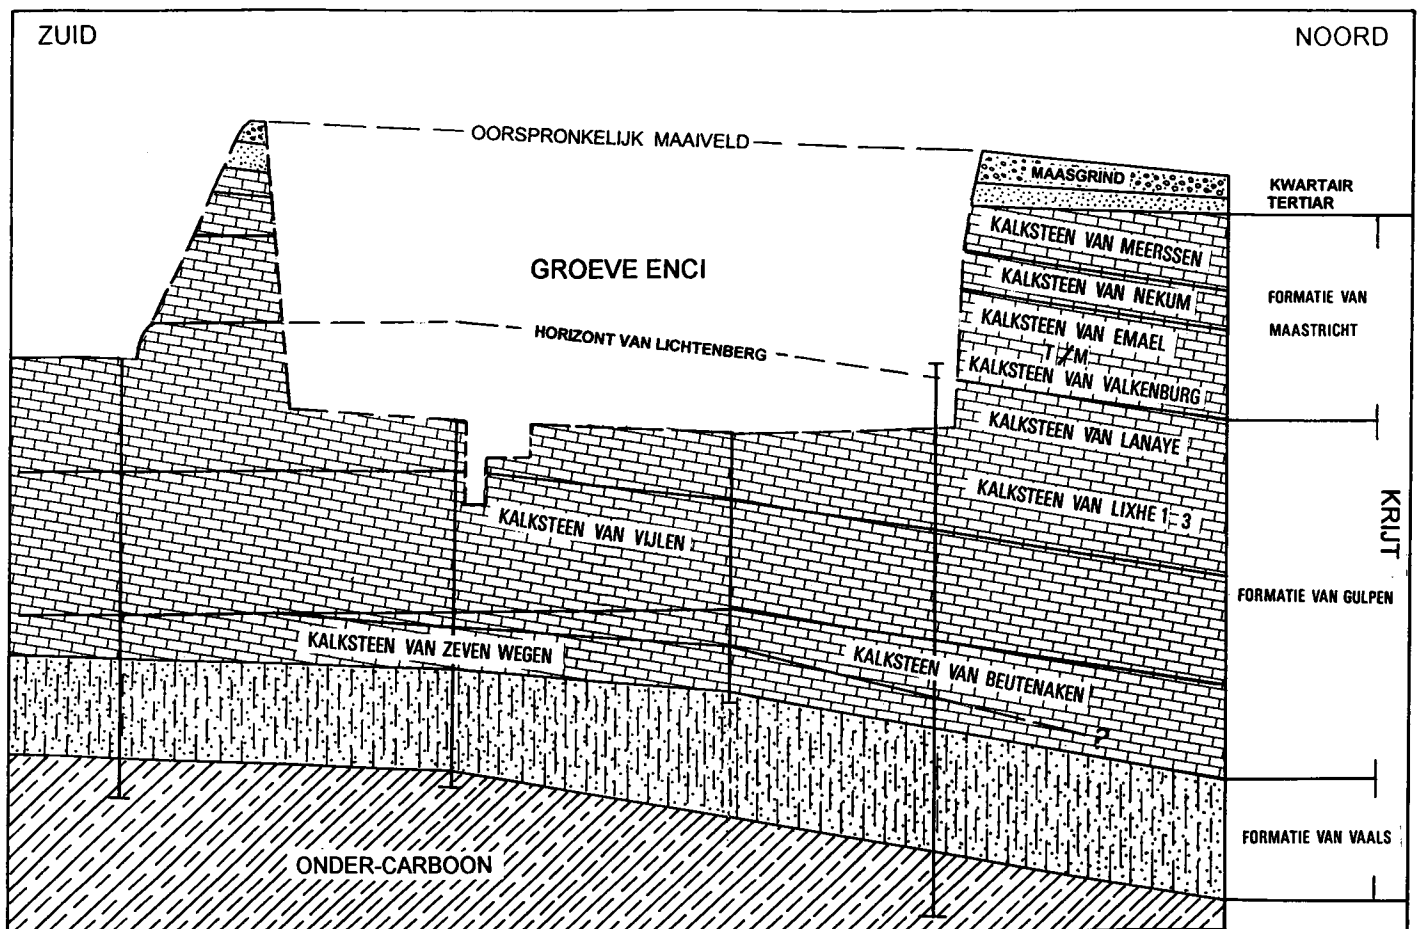 ZUID
NOORD
OORSPRONKELIJK MAAIVELD
MAASGRIND
KWARTAIR
TERTIAR
KALKSTEEN VAN MEERSSEN
GROEVE ENCI
KALKSTEEN VAN NEKUM
FORMATIE VAN
MAASTRICHT
KALKSTEEN VAN EMAEL
T/M
KALKSTEEN VAN VALKENBURG
HORIZONT VAN LICHTENBERG
KALKSTEEN VAN LANAYE
KALKSTEEN VAN LIXHE 1-3
KRIJT
KALKSTEEN VAN VIJLEN
FORMATIE VAN GULPEN
KALKSTEEN VAN ZEVEN WEGEN
KALKSTEEN VAN BEUTENAKEN
?
FORMATIE VAN VAALS
ONDER-CARBOON